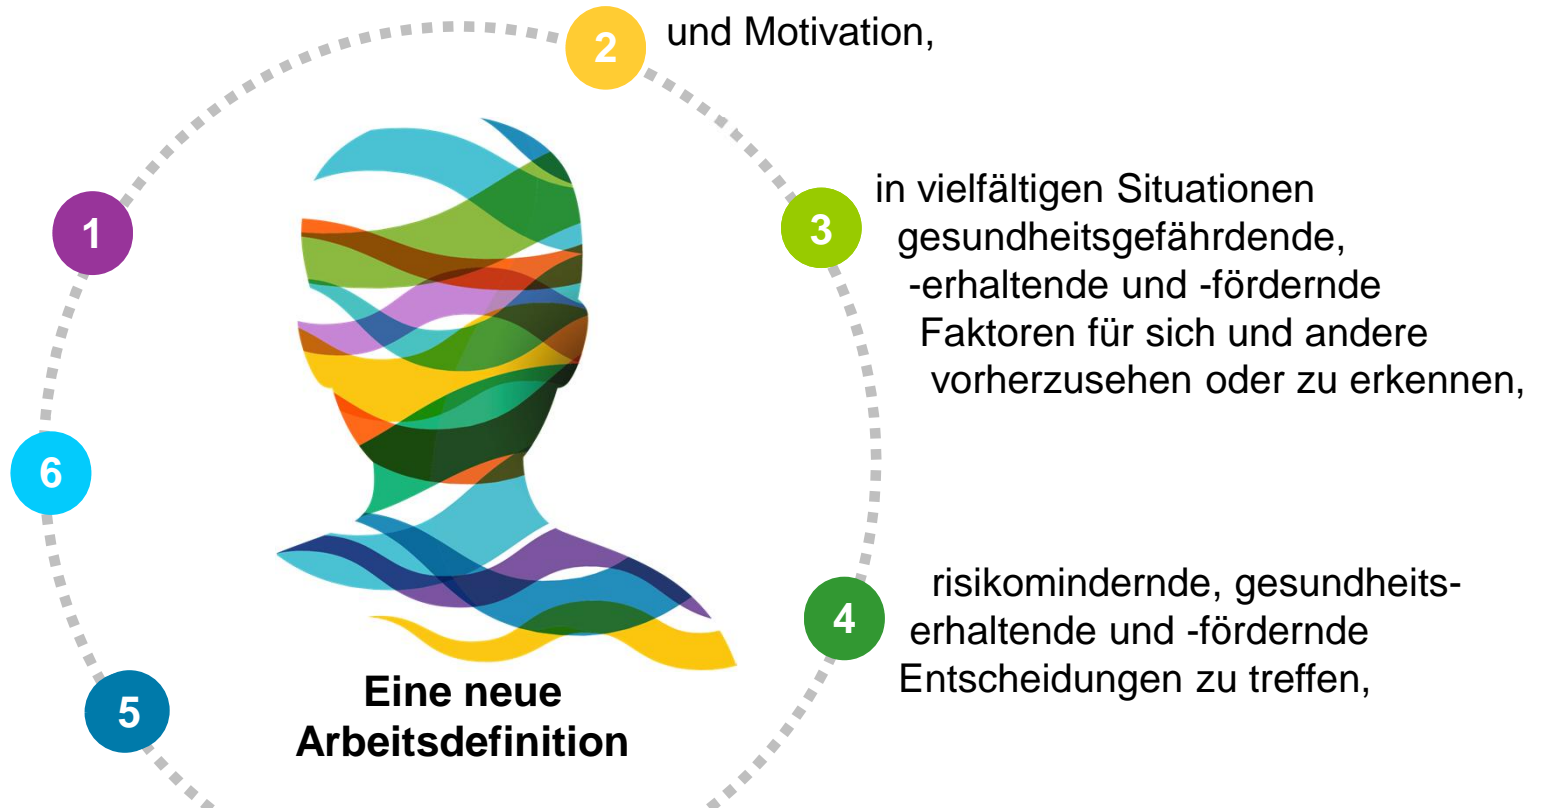 2
und Motivation,
1
3
in vielfältigen Situationen
gesundheitsgefährdende,
-erhaltende und -fördernde
Faktoren für sich und andere
vorherzusehen oder zu erkennen,
6
4
risikomindernde, gesundheits-
erhaltende und -fördernde
Entscheidungen zu treffen,
5
Eine neue
Arbeitsdefinition